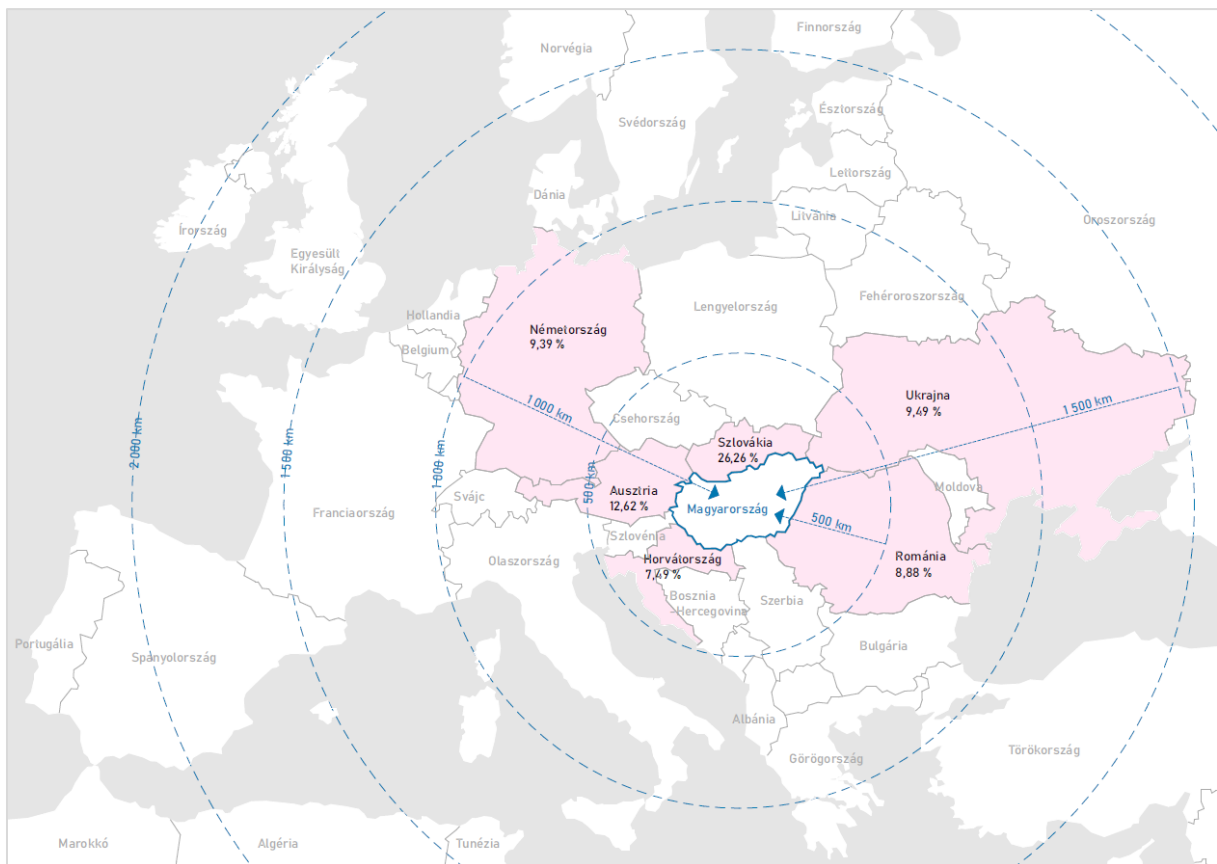 Finnország
Norvégia
Észtország
Svédország
Lettország
Dánia
Litvánia
Oroszország
Írország
Egyesült
Királyság
Fehéroroszország
Lengyelország
Hollandia
Németország
9,39 %
Belgium
Ukrajna
9,49 %
1 000 km
1 500 km
Csehország
Szlovákia
26,26 %
2 000 km
1 500 km
1 000 km
500 km
Svájc
Ausztria
12,62 %
Moldova
Franciaország
Magyarország
500 km
Szlovénia
Olaszország
Horvátország
7,49 %
Románia
8,88 %
Bosznia
-Hercegovina
Szerbia
Portugália
Spanyolország
Bulgária
Albánia
Törökország
Görögország
Marokkó
Algéria
Tunézia